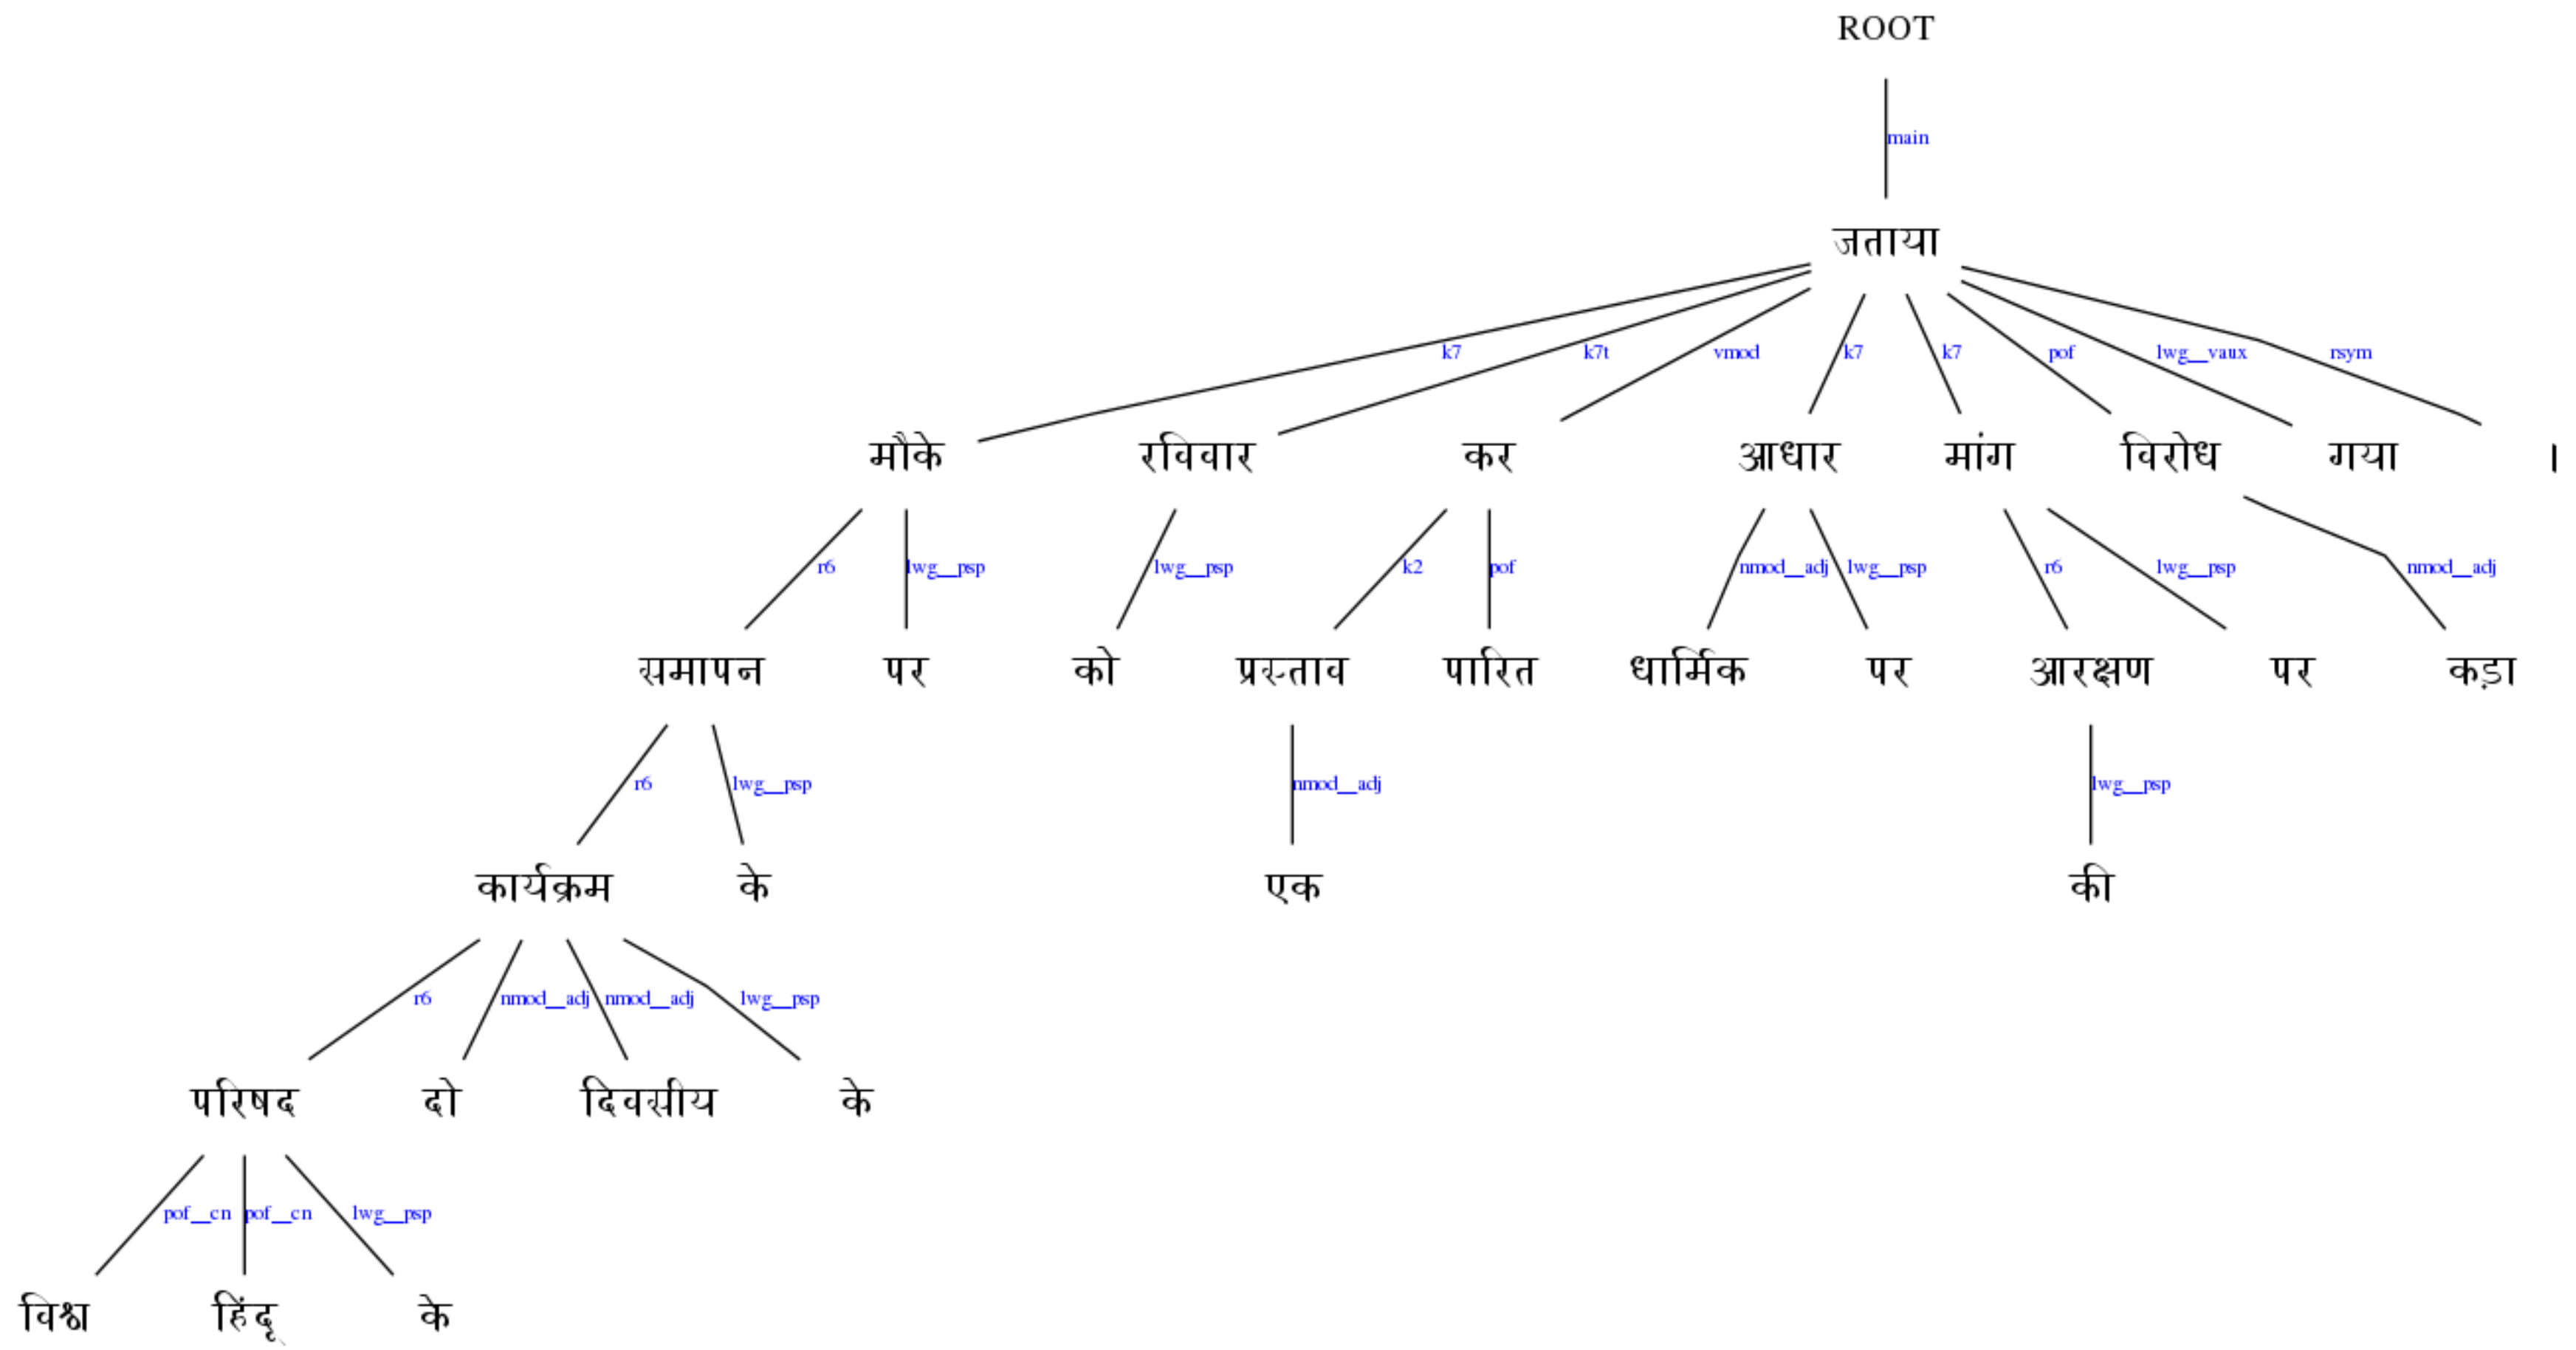 ROOT
main
जताया
k7 k7t vmod k7 k7 pof lwg__vaux rsym
मौके रविवार कर आधार मांग विरोध गया ।
r6 lwg__psp lwg__psp k2 pof nmod__adj lwg__psp r6 lwg__psp nmod__adj
समापन पर को प्रस्ताव पारित धार्मिक पर आरक्षण पर कड़ा
r6 lwg__psp nmod__adj lwg__psp
कार्यक्रम के एक की
r6 nmod__adj nmod__adj lwg__psp
परिषद दो दिवसीय के
pof__cn pof__cn lwg__psp
विश्व हिंदू के